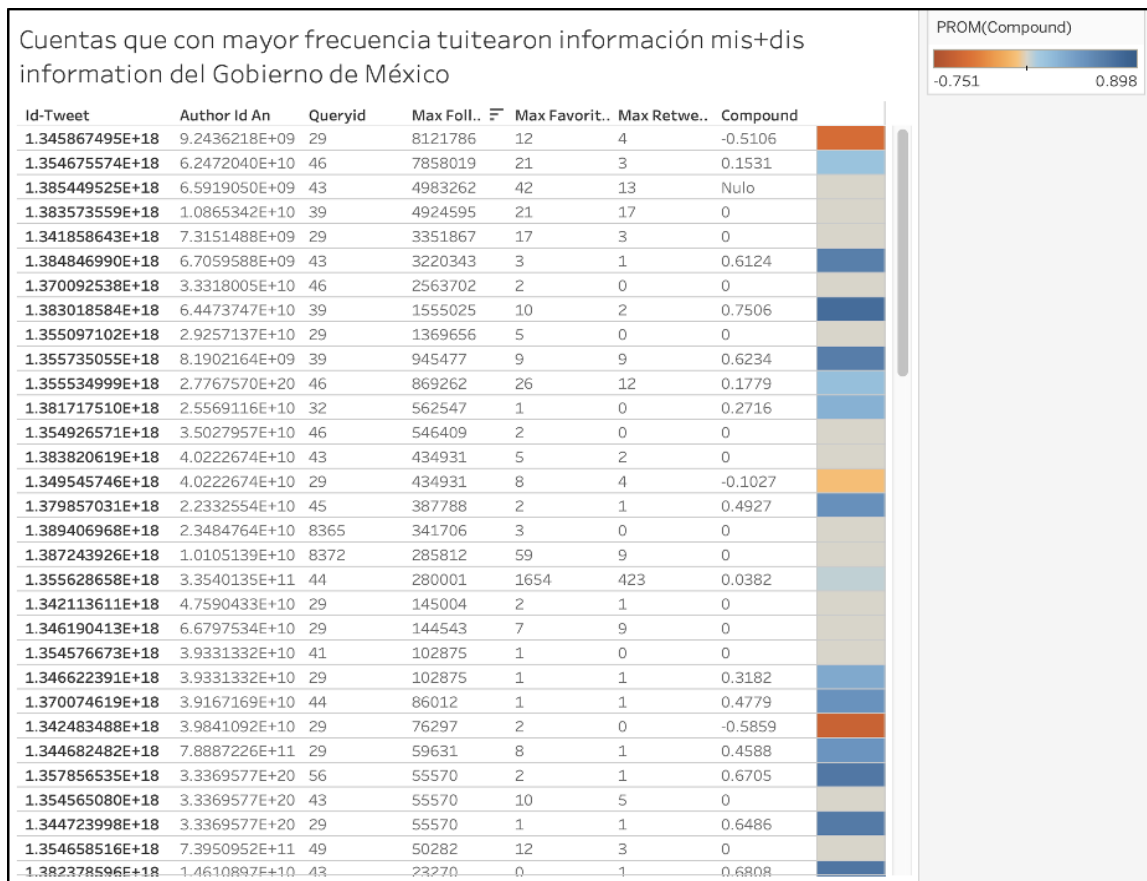 Cuentas que con mayor frecuencia tuitearon información mis+dis
information del Gobierno de México
PROM(Compound)
-0.751 0.898
Id-Tweet Author Id An Queryid Max Foll.. Max Favorit.. Max Retwe.. Compound
1.345867495E+18 9.2436218E+09 29 8121786 12 4 -0.5106
1.354675574E+18 6.2472040E+10 46 7858019 21 3 0.1531
1.385449525E+18 6.5919050E+09 43 4983262 42 13 Nulo
1.383573559E+18 1.0865342E+10 39 4924595 21 17 0
1.341858643E+18 7.3151488E+09 29 3351867 17 3 0
1.384846990E+18 6.7059588E+09 43 3220343 3 1 0.6124
1.370092538E+18 3.3318005E+10 46 2563702 2 0 0
1.383018584E+18 6.4473747E+10 39 1555025 10 2 0.7506
1.355097102E+18 2.9257137E+10 29 1369656 5 0 0
1.355735055E+18 8.1902164E+09 39 945477 9 9 0.6234
1.355534999E+18 2.7767570E+20 46 869262 26 12 0.1779
1.381717510E+18 2.5569116E+10 32 562547 1 0 0.2716
1.354926571E+18 3.5027957E+10 46 546409 2 0 0
1.383820619E+18 4.0222674E+10 43 434931 5 2 0
1.349545746E+18 4.0222674E+10 29 434931 8 4 -0.1027
1.379857031E+18 2.2332554E+10 45 387788 2 1 0.4927
1.389406968E+18 2.3484764E+10 8365 341706 3 0 0
1.387243926E+18 1.0105139E+10 8372 285812 59 9 0
1.355628658E+18 3.3540135E+11 44 280001 1654 423 0.0382
1.342113611E+18 4.7590433E+10 29 145004 2 1 0
1.346190413E+18 6.6797534E+10 29 144543 7 9 0
1.354576673E+18 3.9331332E+10 41 102875 1 0 0
1.346622391E+18 3.9331332E+10 29 102875 1 1 0.3182
1.370074619E+18 3.9167169E+10 44 86012 1 1 0.4779
1.342483488E+18 3.9841092E+10 29 76297 2 0 -0.5859
1.344682482E+18 7.8887226E+11 29 59631 8 1 0.4588
1.357856535E+18 3.3369577E+20 56 55570 2 1 0.6705
1.354565080E+18 3.3369577E+20 43 55570 10 5 0
1.344723998E+18 3.3369577E+20 29 55570 1 1 0.6486
1.354658516E+18 7.3950952E+11 49 50282 12 3 0
1.382378596E+18 1.4610897E+10 43 23270 0 1 0.6808